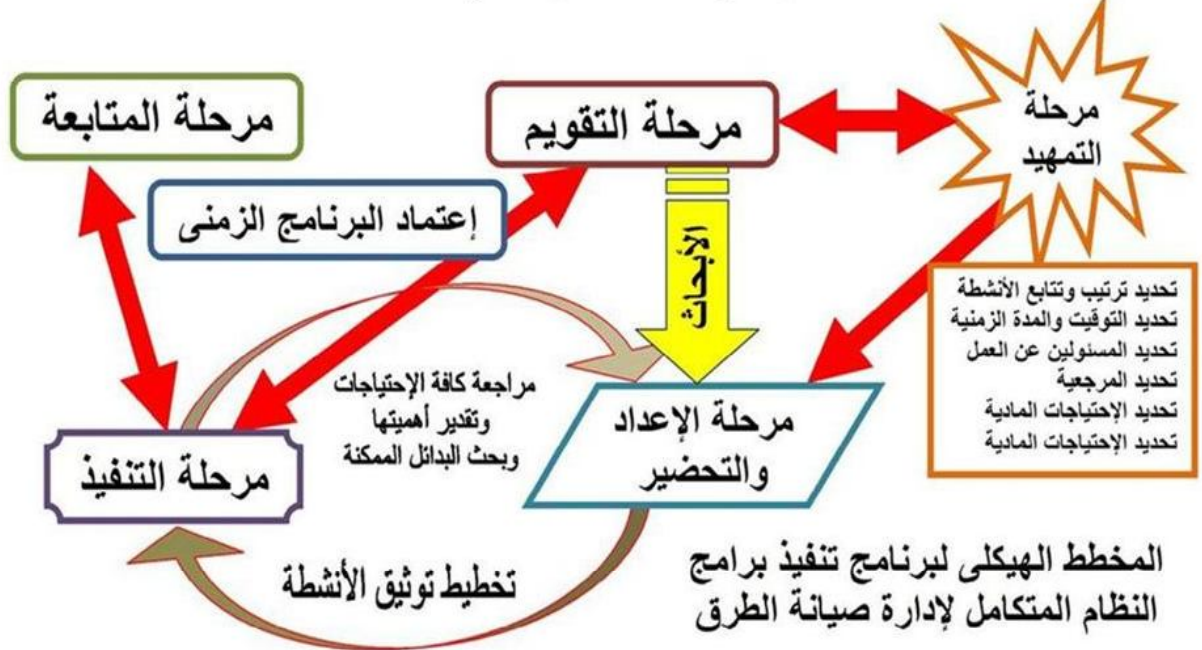 مرحلة
التمهيد
مرحلة التقويم
مرحلة المتابعة
إعتماد البرنامج الزمنى
الأبحاث
تحديد ترتيب وتتابع الأنشطة
تحديد التوقيت والمدة الزمنية
تحديد المسئولين عن العمل
تحديد المرجعية
تحديد الإحتياجات المادية
تحديد الإحتياجات المادية
مراجعة كافة الإحتياجات
وتقدير أهميتها
وبحث البدائل الممكنة
مرحلة الإعداد
والتحضير
مرحلة التنفيذ
تخطيط توثيق الأنشطة
المخطط الهيكلى لبرنامج تنفيذ برامج
النظام المتكامل لإدارة صيانة الطرق